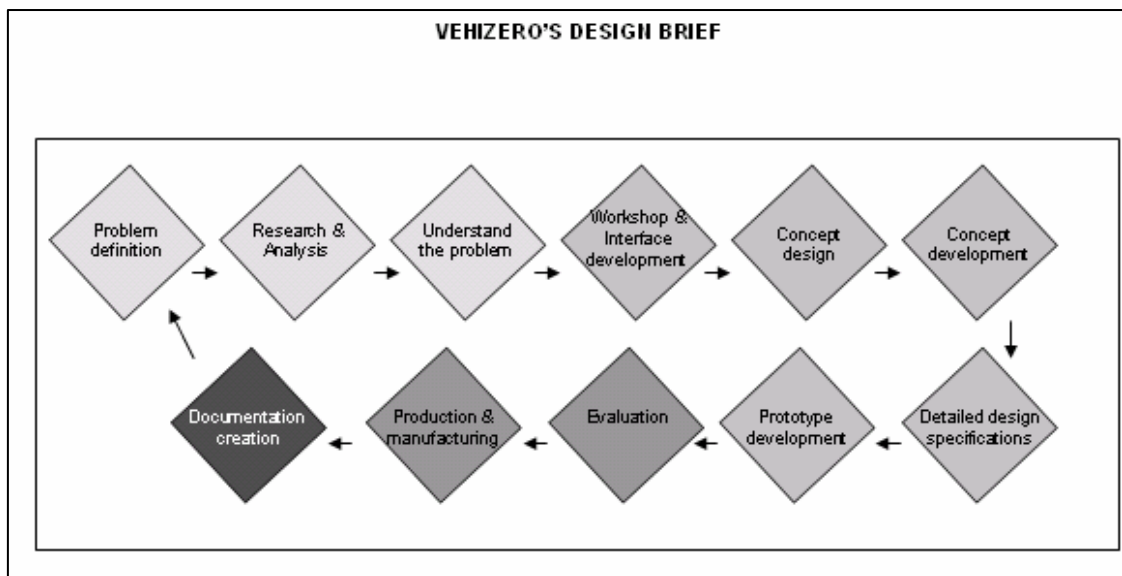 VEHIZERO'S DESIGN BRIEF
Problem
definition
Research &
Analysis
Understand
the problem
Workshop &
Interface
development
Concept
design
Concept
development
Detailed design
specifications
Prototype
development
Evaluation
Production &
manufacturing
Documentation
creation